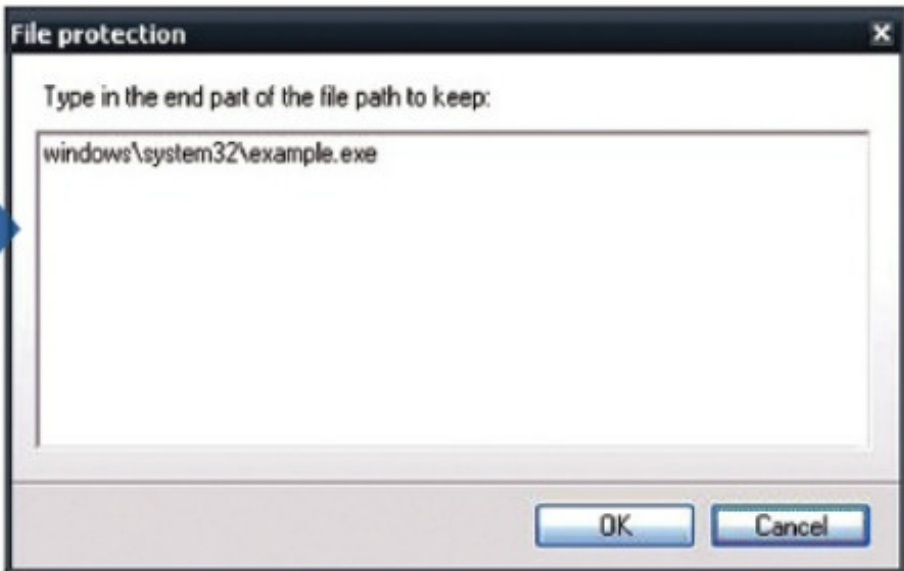 File protection
Type in the end part of the file path to keep:
windows\system32\example.exe
OK
Cancel